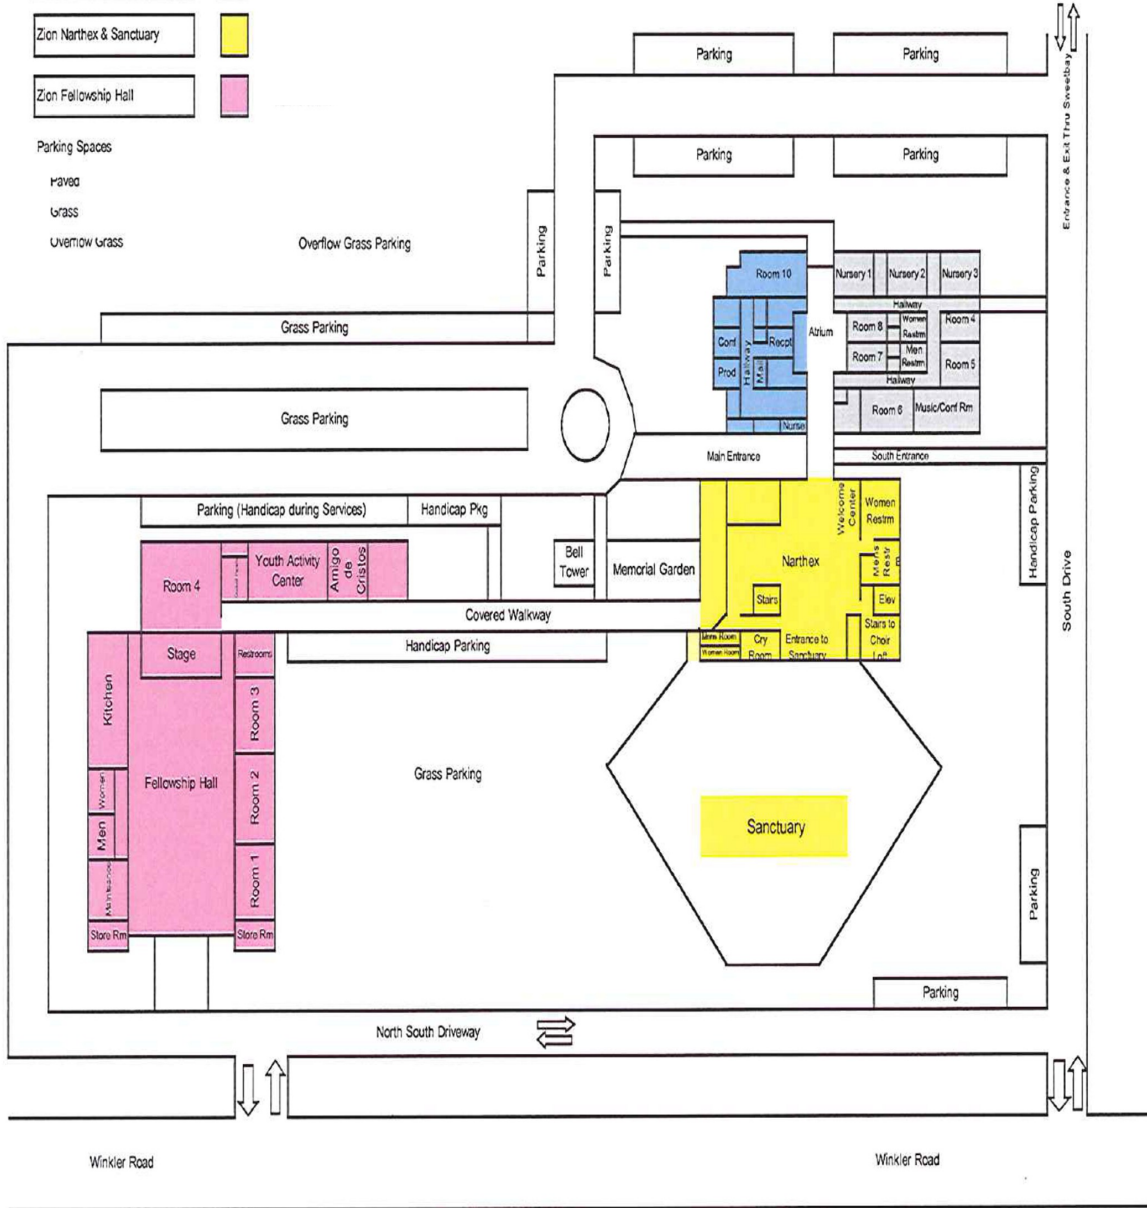 Zion Narthex & Sanctuary
Zion Fellowship Hall
Parking Spaces
Paved
Grass
Overflow Grass
Overflow Grass Parking
Parking
Parking
Parking
Parking
Entrance & Exit Thru Sweetbay
Parking
Parking
Grass Parking
Grass Parking
Room 10
Nursery 1
Nursery 2
Nursery 3
Hallway
Conf
Prod
Hallway
Recpt
Mail
Nurse
Atrium
Room 8
Women
Restrm
Room 4
Room 7
Men
Restrm
Room 5
Hallway
Room 6
Music/Conf Rm
Main Entrance
South Entrance
Handicap Parking
South Drive
Parking (Handicap during Services)
Handicap Pkg
Room 4
Youth Activity
Center
Amigo
de
Cristos
Bell
Tower
Memorial Garden
Welcome
Center
Women
Restrm
Narthex
Mens
Restr
E
Stairs
Elev
Covered Walkway
Handicap Parking
Mens Room
Women Room
Cry
Room
Entrance to
Sanctuary
Stairs to
Choir
Loft
Stage
Restrooms
Kitchen
Room 3
Women
Men
Fellowship Hall
Room 2
Maintenance
Room 1
Store Rm
Store Rm
Grass Parking
Sanctuary
Parking
Parking
North South Driveway
Winkler Road
Winkler Road